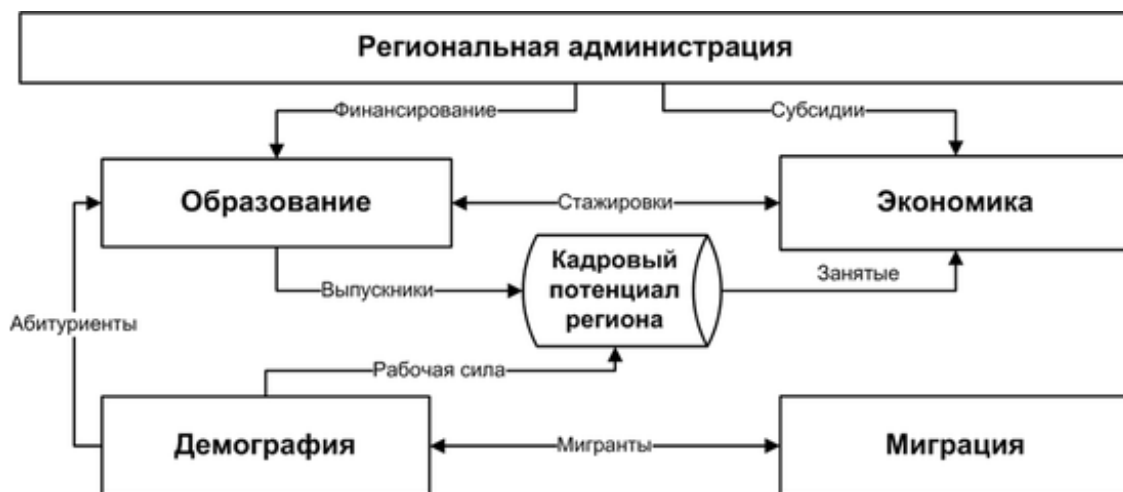 Региональная администрация
Финансирование
Субсидии
Образование
Стажировки
Экономика
Кадровый
потенциал
региона
Выпускники
Занятые
Абитуриенты
Рабочая сила
Демография
Мигранты
Миграция